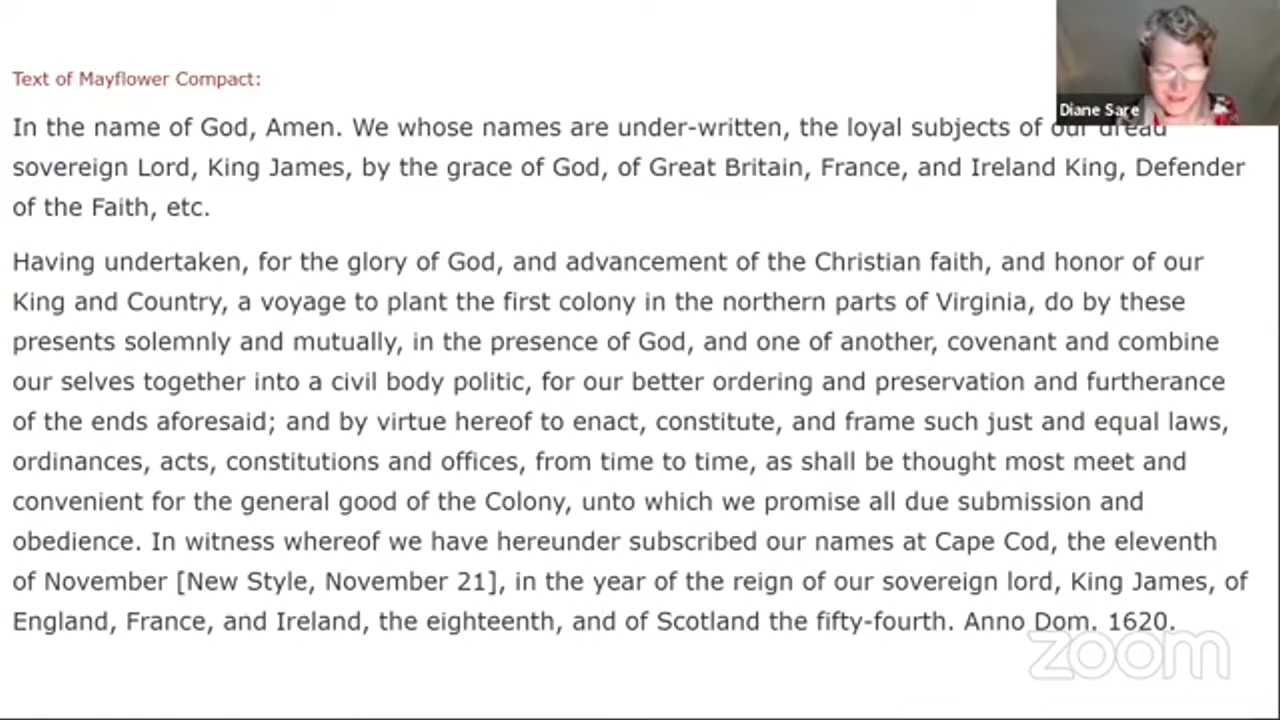 Text of Mayflower Compact:
Diane Sare
In the name of God, Amen. We whose names are under-written, the loyal subjects of our dread
sovereign Lord, King James, by the grace of God, of Great Britain, France, and Ireland King, Defender
of the Faith, etc.
Having undertaken, for the glory of God, and advancement of the Christian faith, and honor of our
King and Country, a voyage to plant the first colony in the northern parts of Virginia, do by these
presents solemnly and mutually, in the presence of God, and one of another, covenant and combine
our selves together into a civil body politic, for our better ordering and preservation and furtherance
of the ends aforesaid; and by virtue hereof to enact, constitute, and frame such just and equal laws,
ordinances, acts, constitutions and offices, from time to time, as shall be thought most meet and
convenient for the general good of the Colony, unto which we promise all due submission and
obedience. In witness whereof we have hereunder subscribed our names at Cape Cod, the eleventh
of November [New Style, November 21], in the year of the reign of our sovereign lord, King James, of
England, France, and Ireland, the eighteenth, and of Scotland the fifty-fourth. Anno Dom. 1620.
zoom